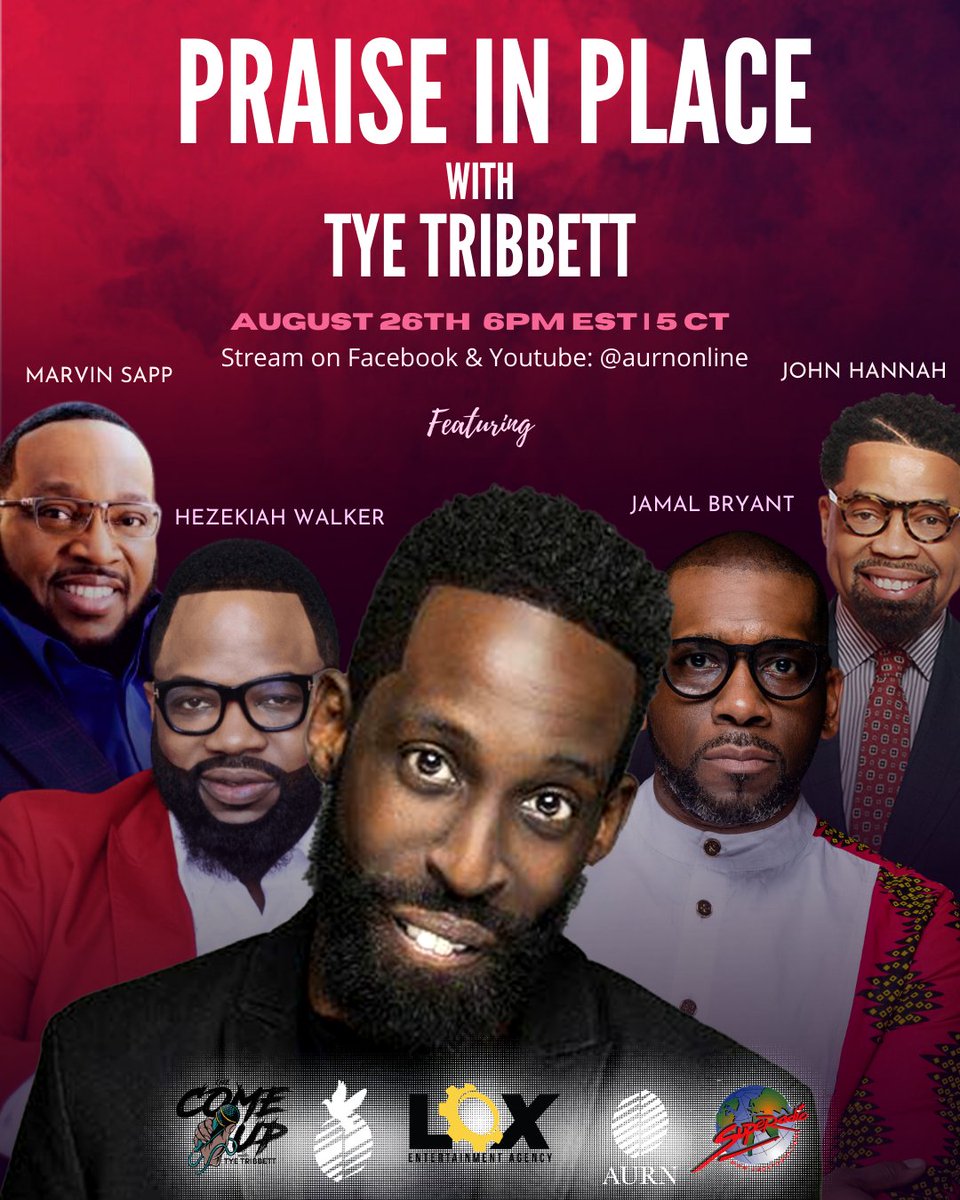 PRAISE IN PLACE
WITH
TYE TRIBBETT
AUGUST 26TH 6PM EST | 5 CT
Stream on Facebook & Youtube: @aurnonline
MARVIN SAPP
JOHN HANNAH
Featuring
HEZEKIAH WALKER
JAMAL BRYANT
COME
UP
TYE TRIBBETT
LOX
ENTERTAINMENT AGENCY
AURN
Superadio